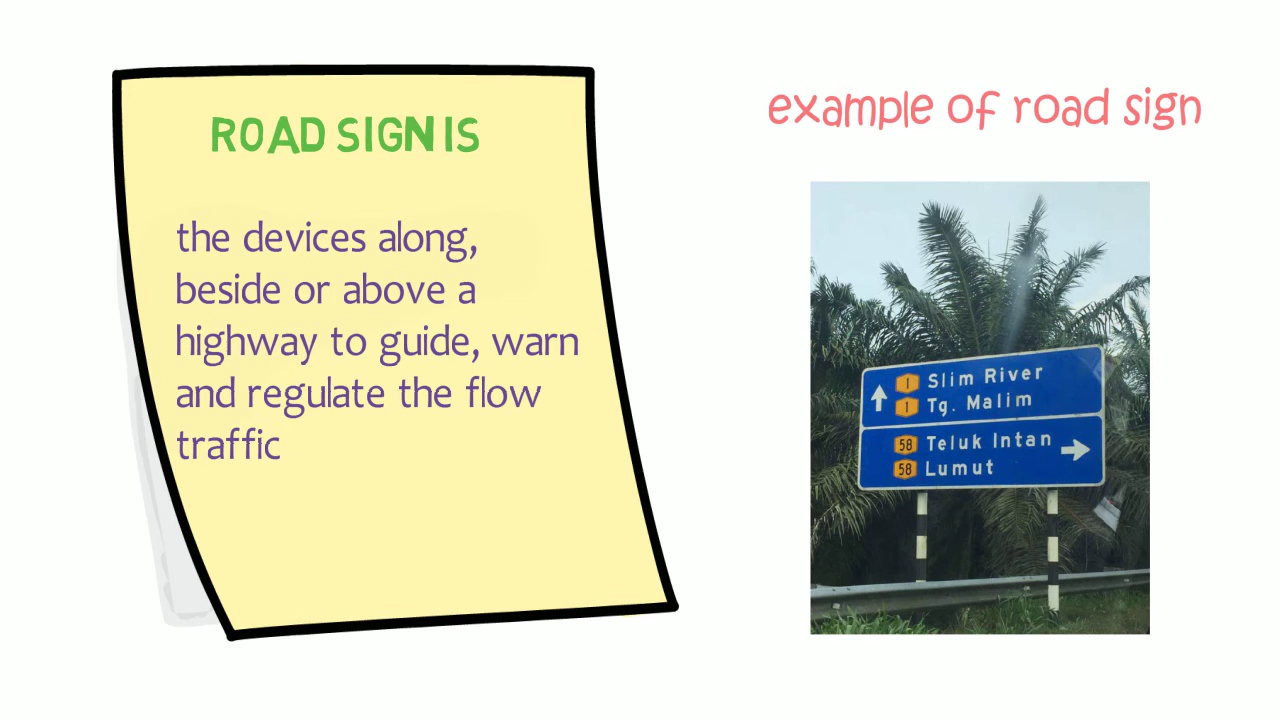 ROAD SIGN IS
the devices along,
beside or above a
highway to guide, warn
and regulate the flow
traffic
example of road sign
1 Slim River
1 Tg. Malim
58 Teluk Intan
58 Lumut